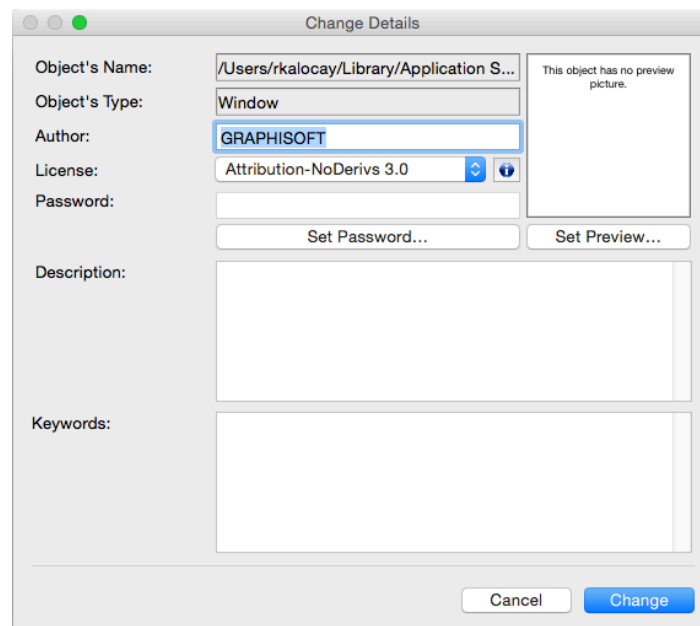 Change Details
Object's Name:
/Users/rkalocay/Library/Application S...
This object has no preview
picture.
Object's Type:
Window
Author:
GRAPHISOFT
License:
Attribution-NoDerivs 3.0
Password:
Set Password...
Set Preview...
Description:
Keywords:
Cancel
Change